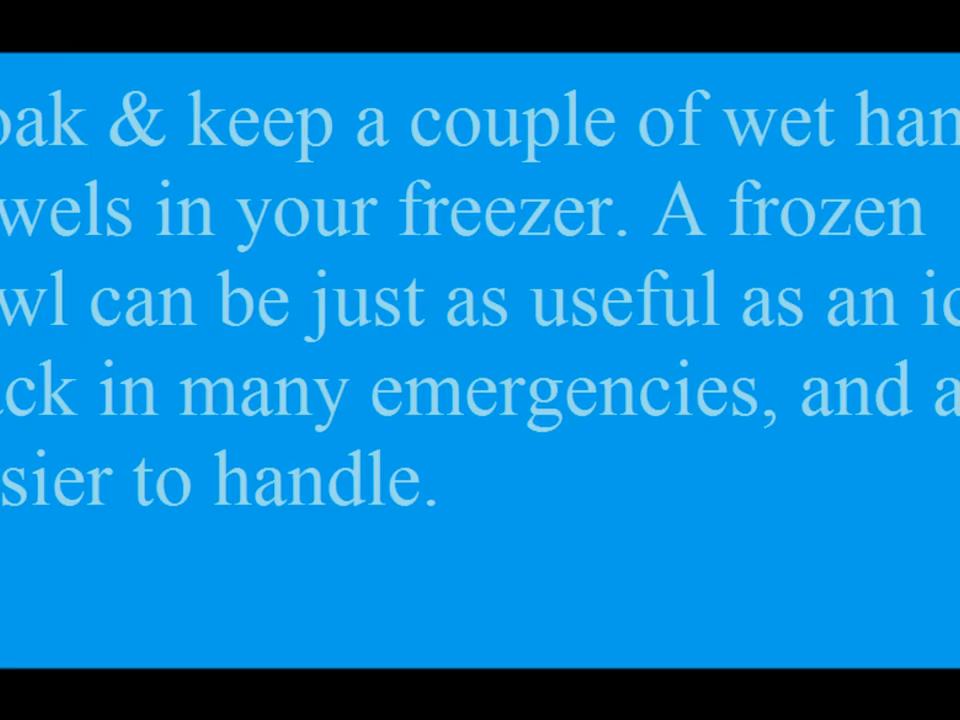 oak & keep a couple of wet han
wels in your freezer. A frozen
wl can be just as useful as an ic
ck in many emergencies, and a
sier to handle.